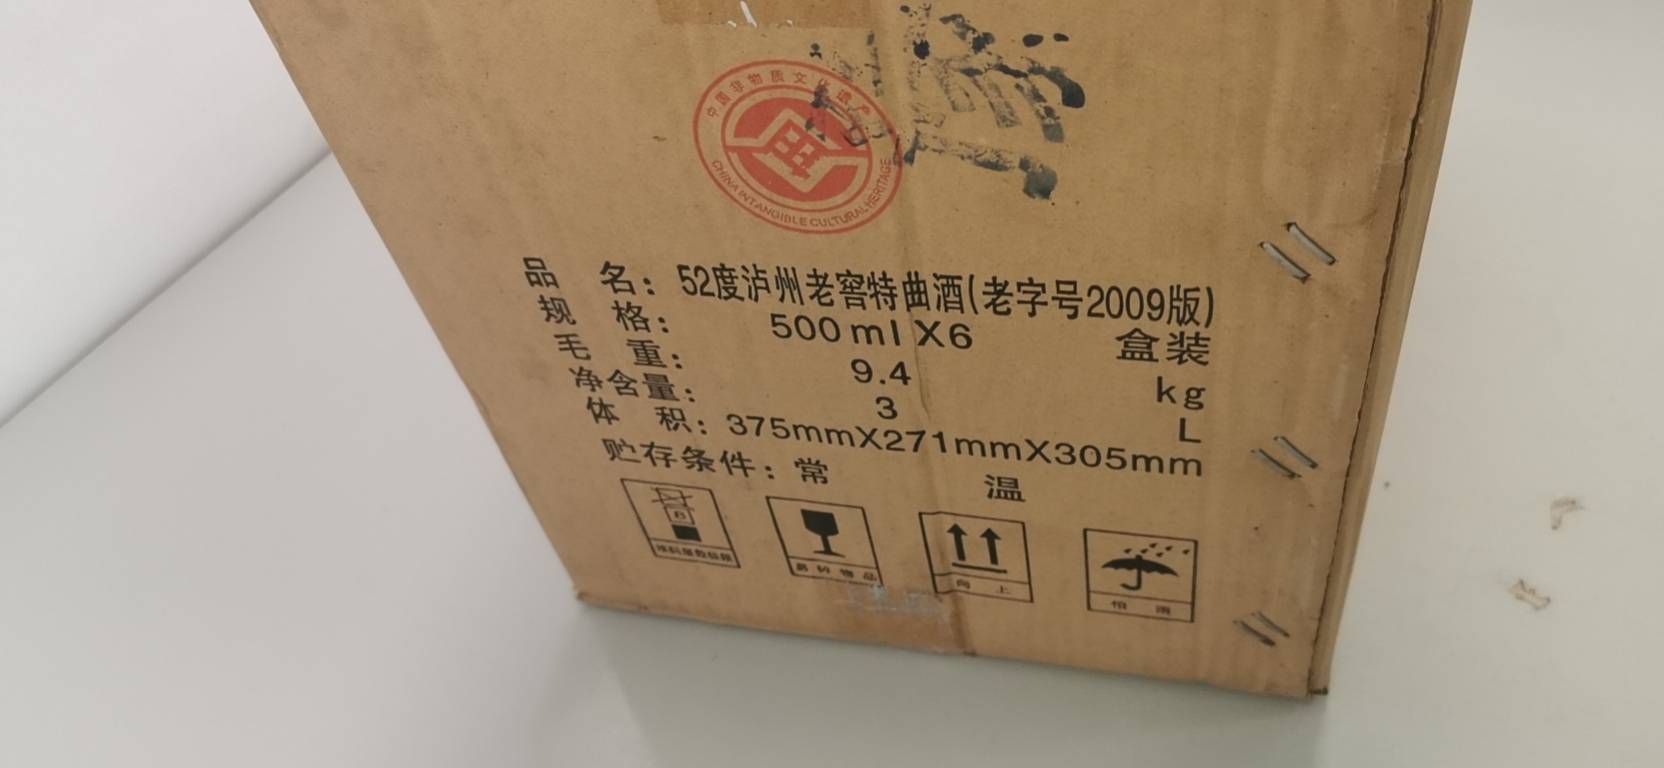 中国非物质文化遗产
CHINA INTANGIBLE CULTURAL HERITAGE
品 名: 52度泸州老窖特曲酒(老字号2009版)
规 格: 500ml X6 盒装
毛 重: 9.4 kg
净含量: 3 L
体 积: 375mmX271mmX305mm
贮存条件: 常 温
易碎物品
向 上
怕 雨